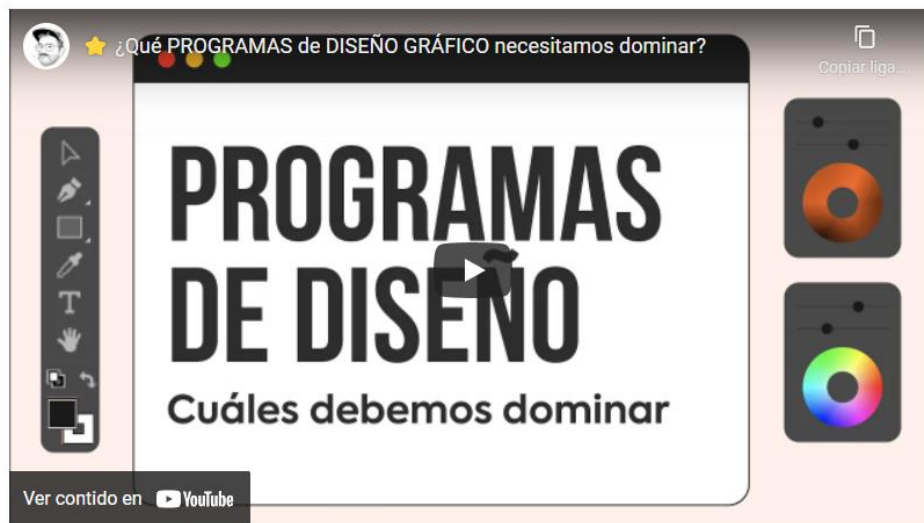 ⭐ ¿Qué PROGRAMAS de DISEÑO GRÁFICO necesitamos dominar?
Copiar liga...
PROGRAMAS
DE DISEÑO
Cuáles debemos dominar
T
Ver contido en YouTube